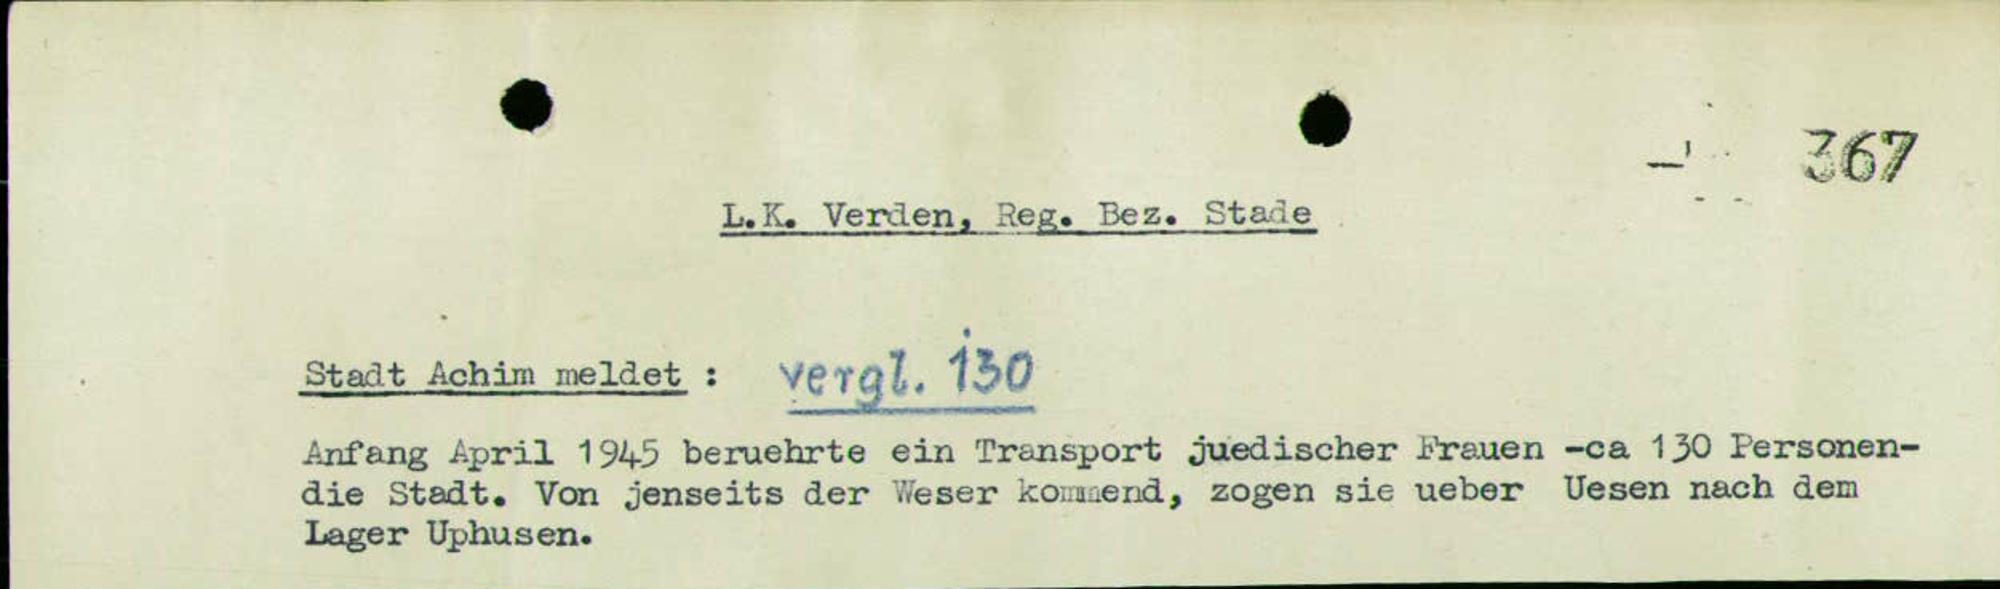 367
L.K. Verden, Reg. Bez. Stade
Stadt Achim meldet : vergl. 130
Anfang April 1945 beruehrte ein Transport juedischer Frauen -ca 130 Personen-
die Stadt. Von jenseits der Weser kommend, zogen sie ueber Uesen nach dem
Lager Uphusen.